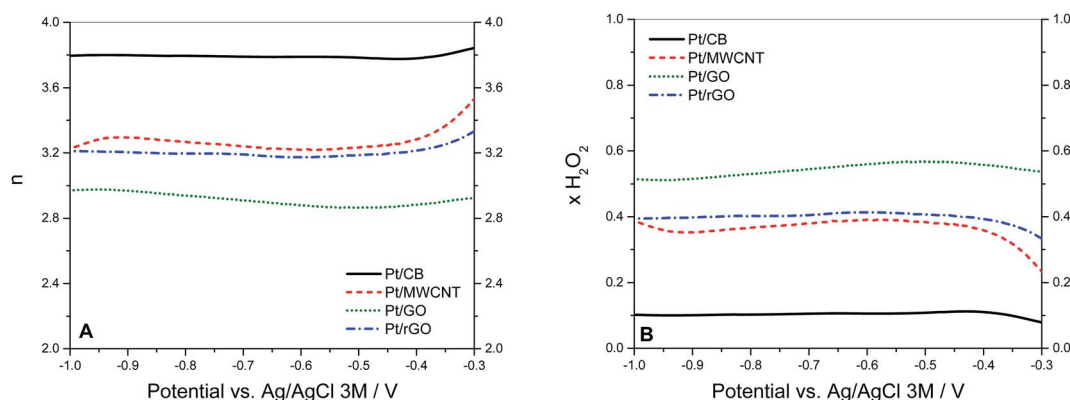 4.0
3.6
3.2
2.8
2.4
2.0
n
4.0
3.6
3.2
2.8
2.4
2.0
Pt/CB
Pt/MWCNT
Pt/GO
Pt/rGO
A
-1.0 -0.9 -0.8 -0.7 -0.6 -0.5 -0.4 -0.3
Potential vs. Ag/AgCl 3M / V
1.0
0.8
0.6
0.4
0.2
0.0
x H₂O₂
1.0
0.8
0.6
0.4
0.2
0.0
Pt/CB
Pt/MWCNT
Pt/GO
Pt/rGO
B
-1.0 -0.9 -0.8 -0.7 -0.6 -0.5 -0.4 -0.3
Potential vs. Ag/AgCl 3M / V